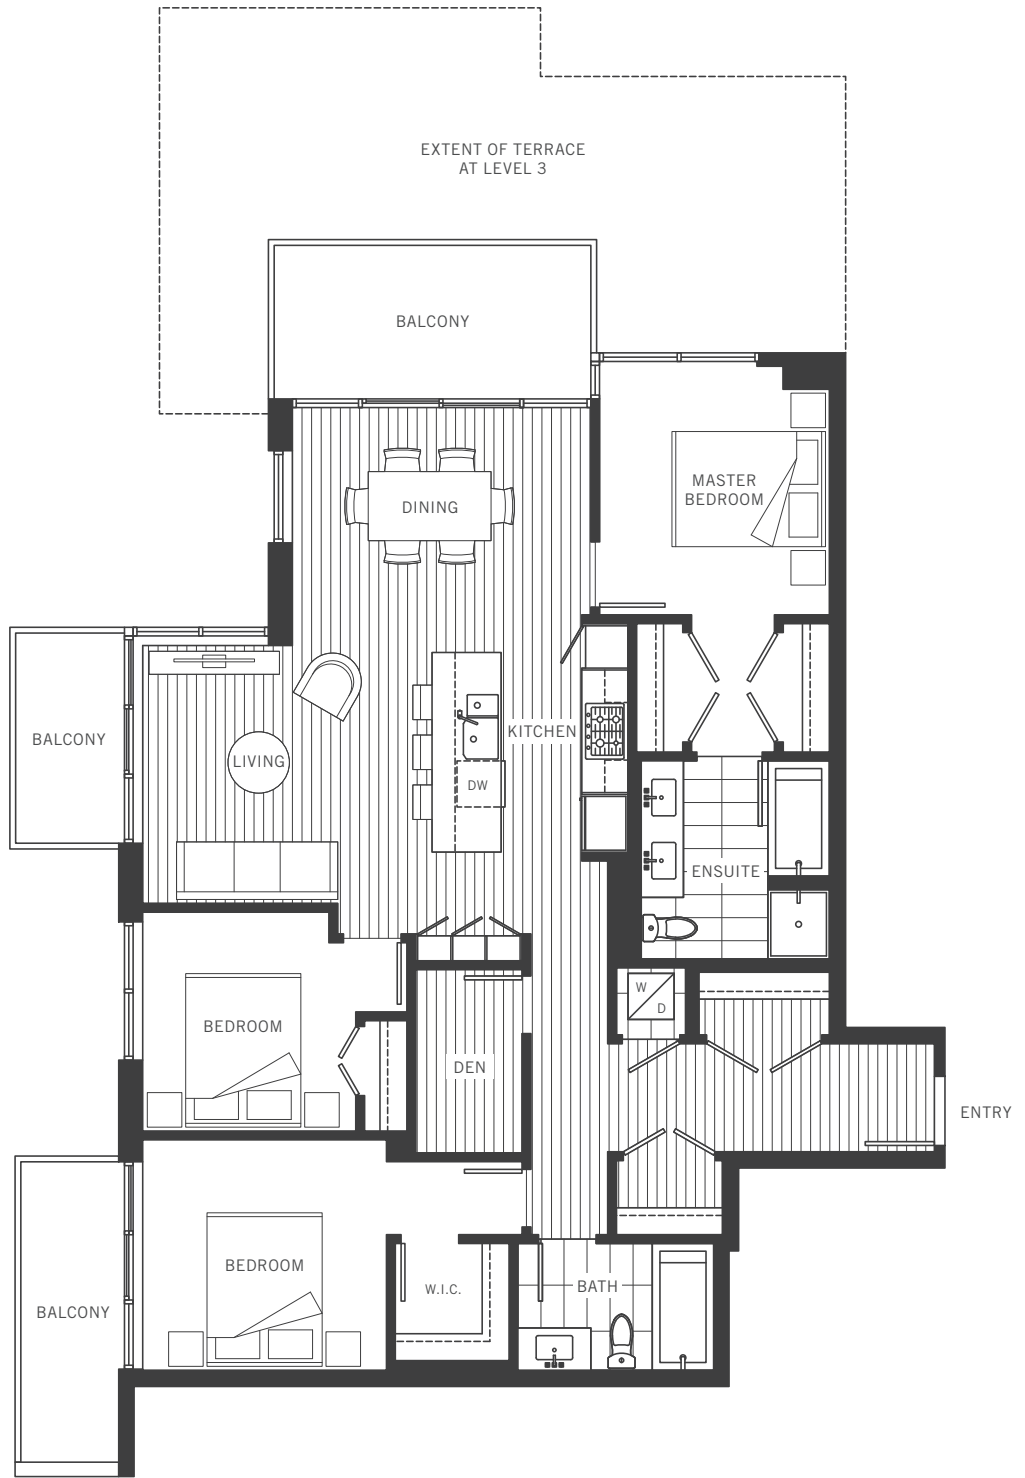 EXTENT OF TERRACE
AT LEVEL 3
BALCONY
MASTER
BEDROOM
DINING
BALCONY
LIVING
KITCHEN
DW
ENSUITE
BEDROOM
W
D
DEN
ENTRY
BEDROOM
W.I.C.
BATH
BALCONY